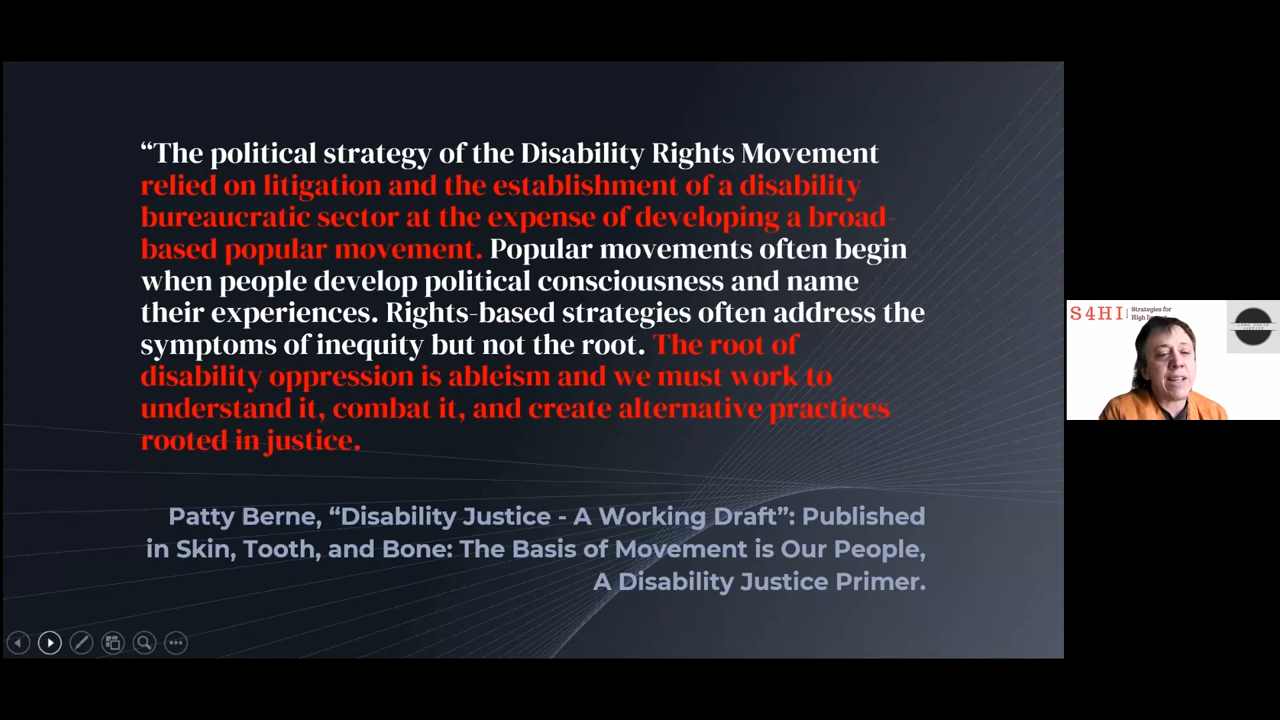 “The political strategy of the Disability Rights Movement
relied on litigation and the establishment of a disability
bureaucratic sector at the expense of developing a broad-
based popular movement. Popular movements often begin
when people develop political consciousness and name
their experiences. Rights-based strategies often address the
symptoms of inequity but not the root. The root of
disability oppression is ableism and we must work to
understand it, combat it, and create alternative practices
rooted in justice.
Patty Berne, “Disability Justice - A Working Draft”: Published
in Skin, Tooth, and Bone: The Basis of Movement is Our People,
A Disability Justice Primer.
S4HI Strategies for
High